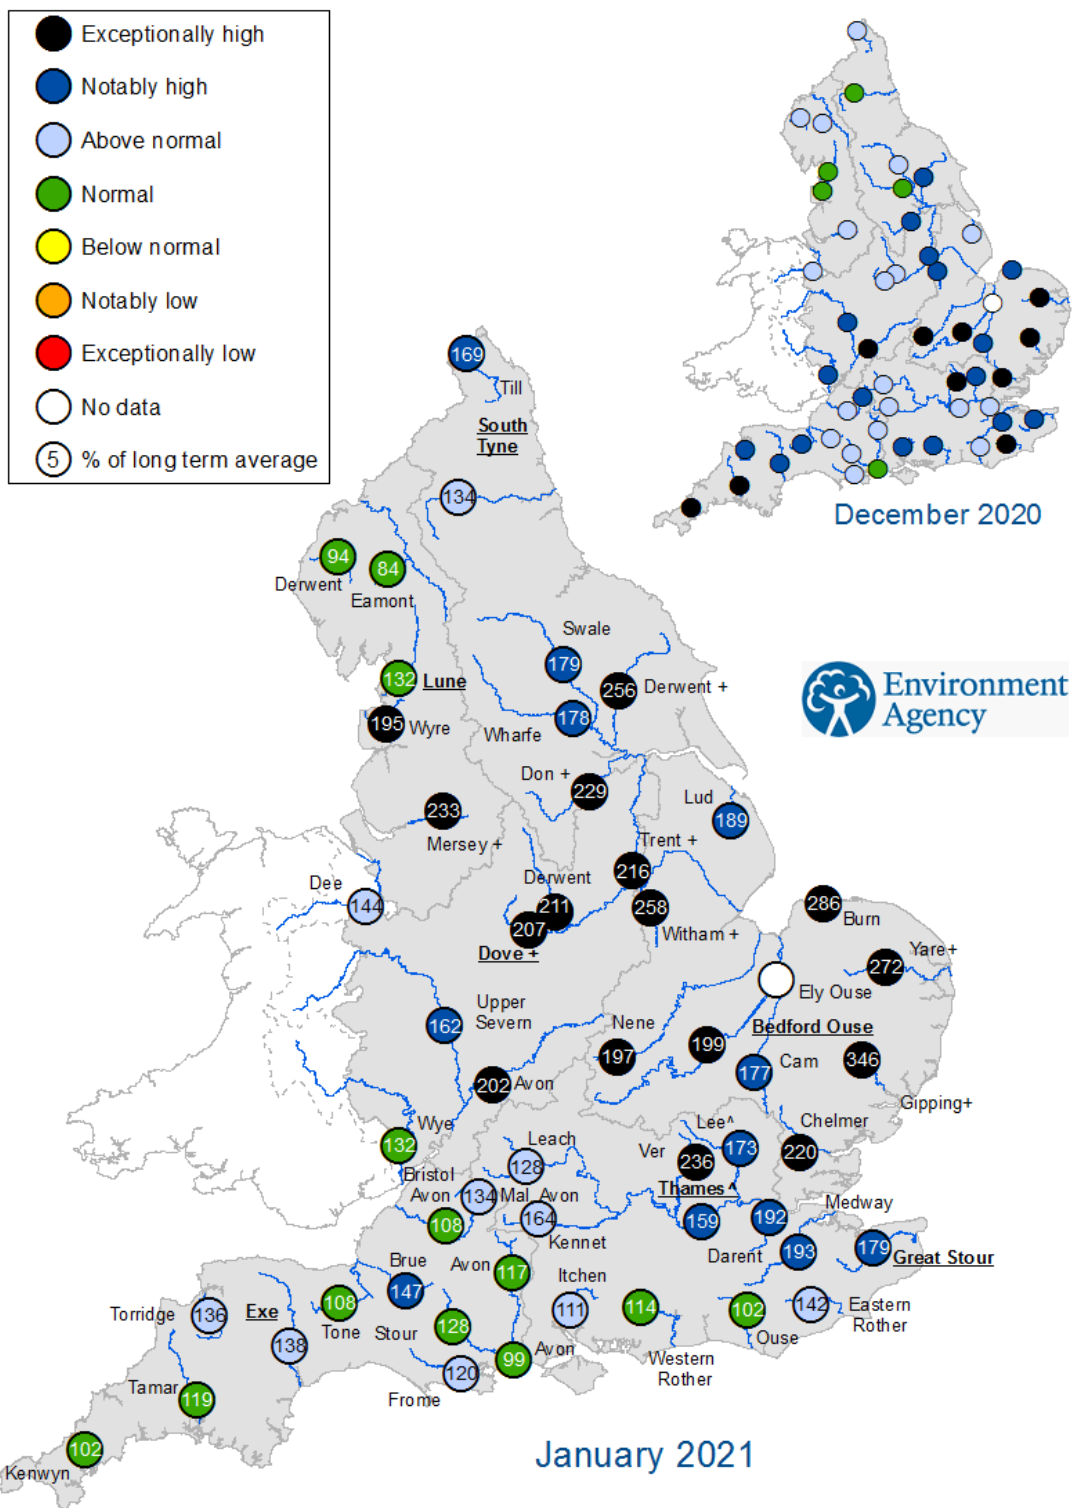 Exceptionally high
Notably high
Above normal
Normal
Below normal
Notably low
Exceptionally low
No data
5 % of long term average
December 2020
169
Till
South
Tyne
134
94
Derwent
84
Eamont
Swale
179
132 Lune
256 Derwent +
195 Wyre
178
Wharfe
Environment
Agency
Don +
229
Lud
189
233
Mersey +
Trent +
216
Dee
144
Derwent
211
207
Dove +
258
Witham +
286
Burn
Yare+
272
Ely Ouse
Upper
Severn
162
Nene
197
Bedford Ouse
199
346
Gipping+
177
Cam
202 Avon
Wye
132
Leach
128
Ver
236
Lee^
173
Chelmer
220
Bristol
Avon
108
134 Mal_Avon
164
Kennet
Thames^
159
192
Darent
Medway
193
179
Great Stour
Brue
147
Avon 117
Itchen
111
114
Western
Rother
102
Ouse
142 Eastern
Rother
Torridge 136
Exe
138
108
Tone
Stour 128
99 Avon
120
Frome
Tamar
119
102
Kenwyn
January 2021